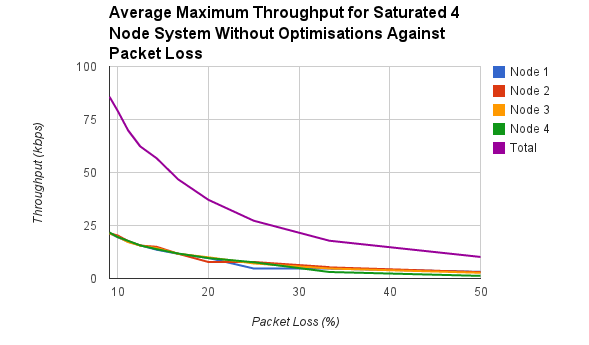 Average Maximum Throughput for Saturated 4
Node System Without Optimisations Against
Packet Loss
100
75
50
25
0
Throughput (Kbps)
10
20
30
40
50
Packet Loss (%)
Node 1
Node 2
Node 3
Node 4
Total